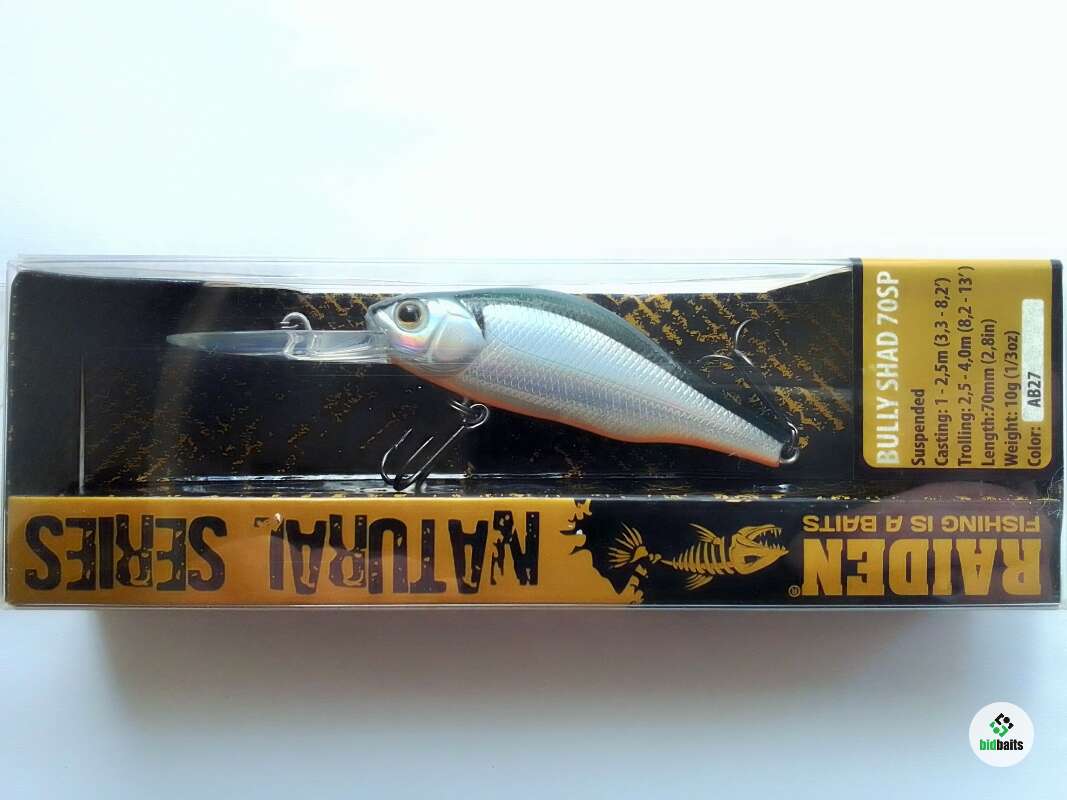 BULLY SHAD 70SP
Suspended
Casting: 1 - 2,5m (3,3 - 8,2')
Trolling: 2,5 - 4,0m (8,2 - 13')
Length:70mm (2,8in)
Weight: 10g (1/3oz)
Color: AB27
RAIDEN®
FISHING IS A BAITS
NATURAL SERIES
bidbaits